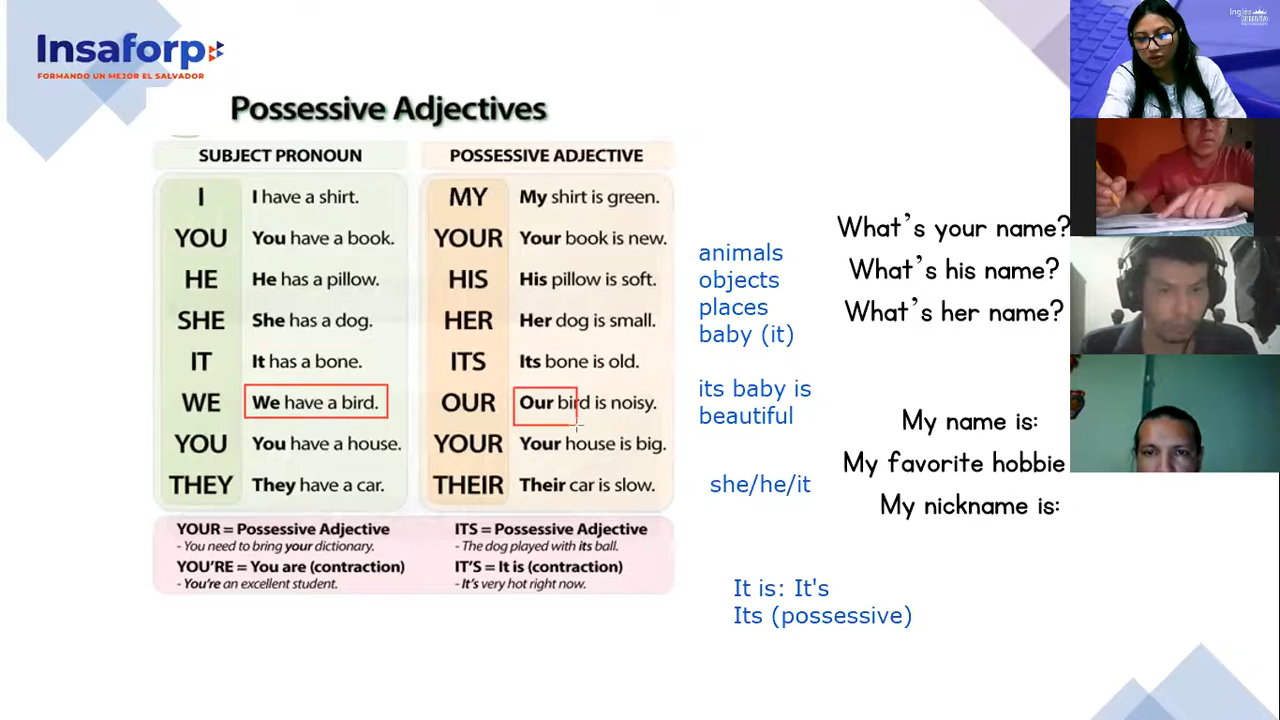 Insaforp
FORMANDO UN MEJOR EL SALVADOR
Possessive Adjectives
SUBJECT PRONOUN
POSSESSIVE ADJECTIVE
I I have a shirt. MY My shirt is green.
YOU You have a book. YOUR Your book is new.
HE He has a pillow. HIS His pillow is soft.
SHE She has a dog. HER Her dog is small.
IT It has a bone. ITS Its bone is old.
WE We have a bird. OUR Our bird is noisy.
YOU You have a house. YOUR Your house is big.
THEY They have a car. THEIR Their car is slow.
YOUR = Possessive Adjective
- You need to bring your dictionary.
YOU'RE = You are (contraction)
- You're an excellent student.
ITS = Possessive Adjective
- The dog played with its ball.
IT'S = It is (contraction)
- It's very hot right now.
animals
objects
places
baby (it)
its baby is
beautiful
she/he/it
It is: It's
Its (possessive)
What's your name?
What's his name?
What's her name?
My name is:
My favorite hobbie
My nickname is:
Inglés